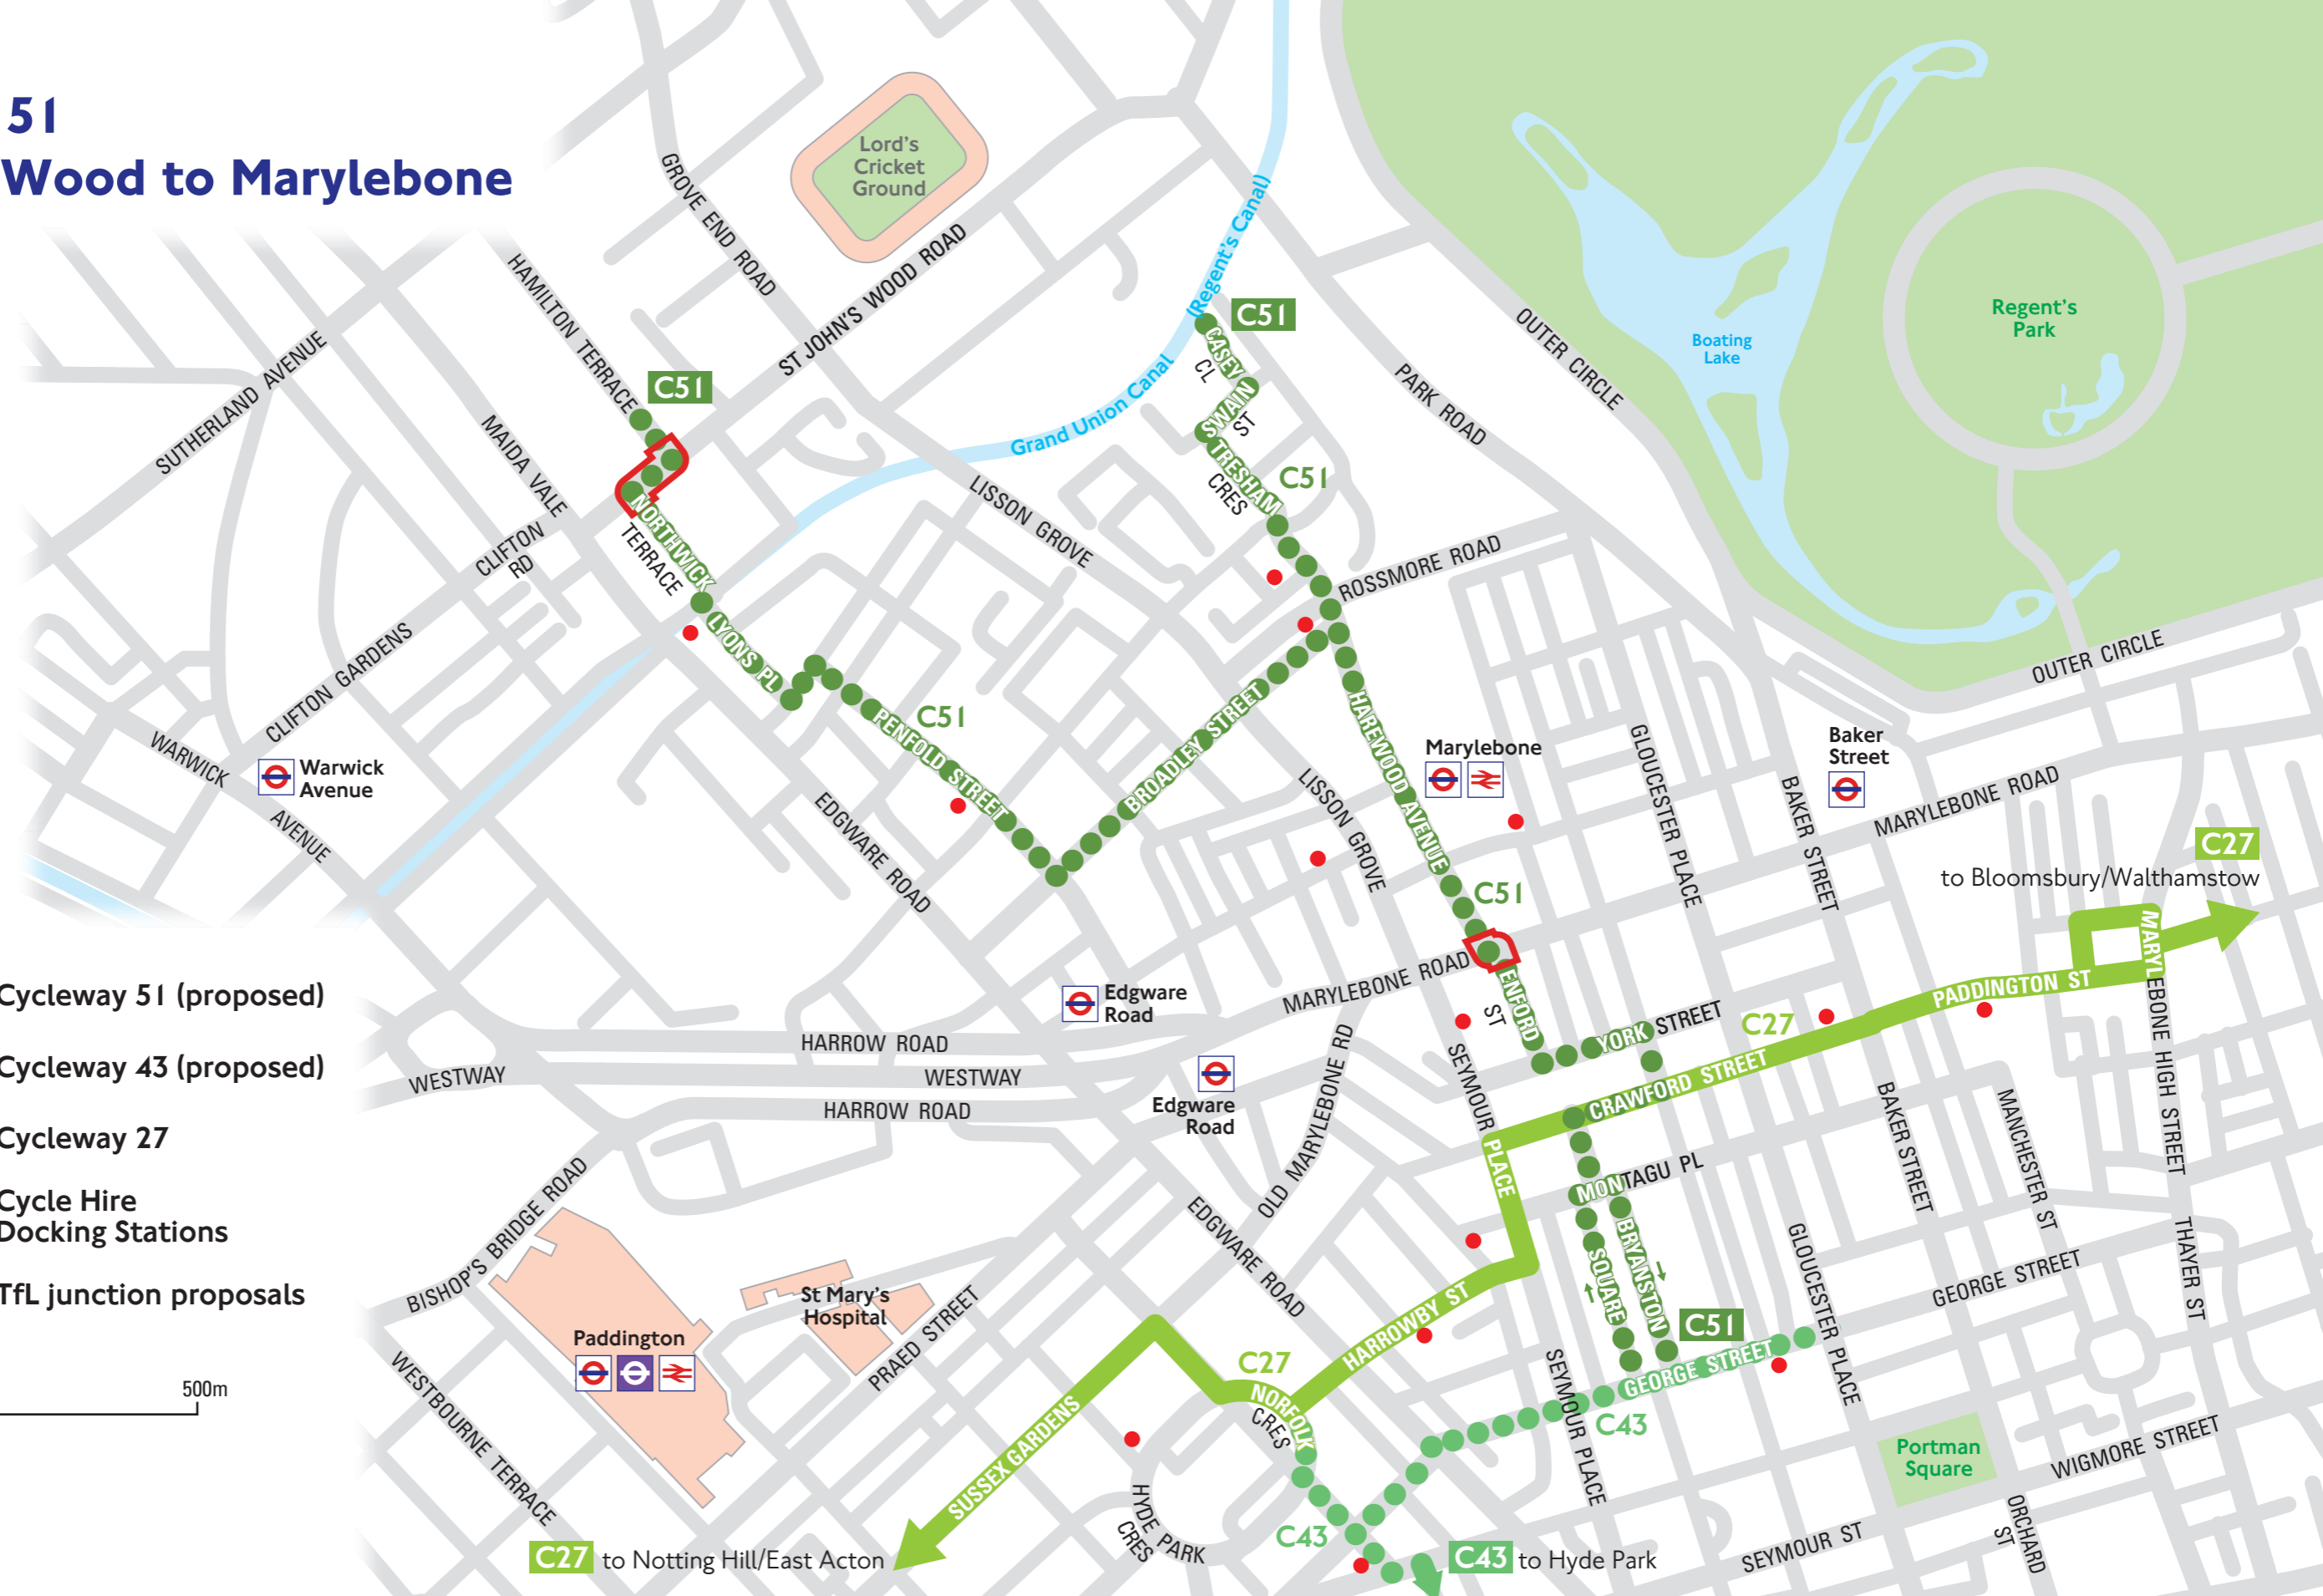 51
Wood to Marylebone
Lord's
Cricket
Ground
GROVE END ROAD
ST JOHN'S WOOD ROAD
HAMILTON TERRACE
(Regent's Canal)
Grand Union Canal
C51
CASEY
CL
SWAIN
ST
TRESHAM
CRES
C51
OUTER CIRCLE
PARK ROAD
Boating
Lake
Regent's
Park
OUTER CIRCLE
SUTHERLAND AVENUE
MAIDA VALE
C51
NORTHWICK
TERRACE
CLIFTON
RD
CLIFTON GARDENS
LISSON GROVE
ROSSMORE ROAD
LYONS PL
C51
PENFOLD STREET
BROADLEY STREET
HAREWOOD AVENUE
WARWICK
AVENUE
Warwick
Avenue
EDGWARE ROAD
LISSON GROVE
Marylebone
GLOUCESTER PLACE
BAKER STREET
Baker
Street
MARYLEBONE ROAD
C27
to Bloomsbury/Walthamstow
C51
MARYLEBONE ROAD
ENFORD
ST
YORK STREET
C27
CRAWFORD STREET
PADDINGTON ST
MARYLEBONE HIGH STREET
Cycleway 51 (proposed)
Cycleway 43 (proposed)
Cycleway 27
Cycle Hire
Docking Stations
TfL junction proposals
500m
Edgware
Road
HARROW ROAD
WESTWAY
WESTWAY
HARROW ROAD
Edgware
Road
OLD MARYLEBONE RD
SEYMOUR PLACE
MONTAGU PL
BRYANSTON
SQUARE
BAKER STREET
MANCHESTER ST
THAYER ST
BISHOP'S BRIDGE ROAD
St Mary's
Hospital
PRAED STREET
Paddington
EDGWARE ROAD
HARROWBY ST
C51
GEORGE STREET
GLOUCESTER PLACE
GEORGE STREET
WESTBOURNE TERRACE
SUSSEX GARDENS
C27
NORFOLK
CRES
C43
SEYMOUR PLACE
Portman
Square
WIGMORE STREET
HYDE PARK
CRES
C43
C27 to Notting Hill/East Acton
C43 to Hyde Park
SEYMOUR ST
ORCHARD
ST